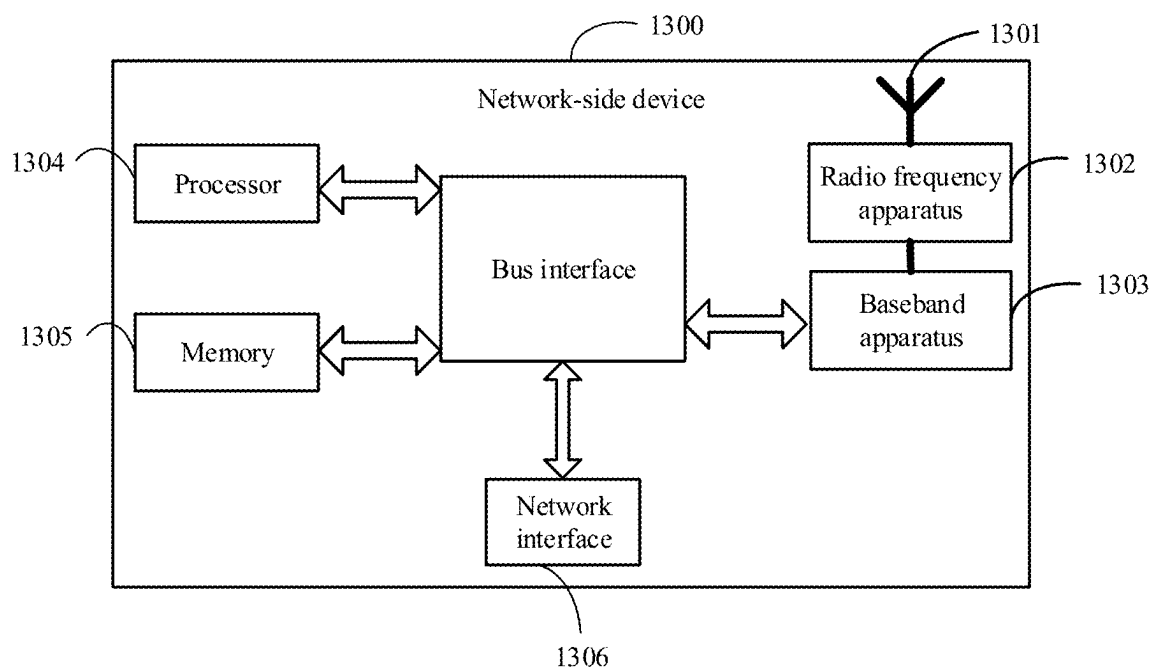 1300
1301
Network-side device
1304
Processor
Radio frequency
apparatus
1302
Bus interface
1305
Memory
Baseband
apparatus
1303
Network
interface
1306